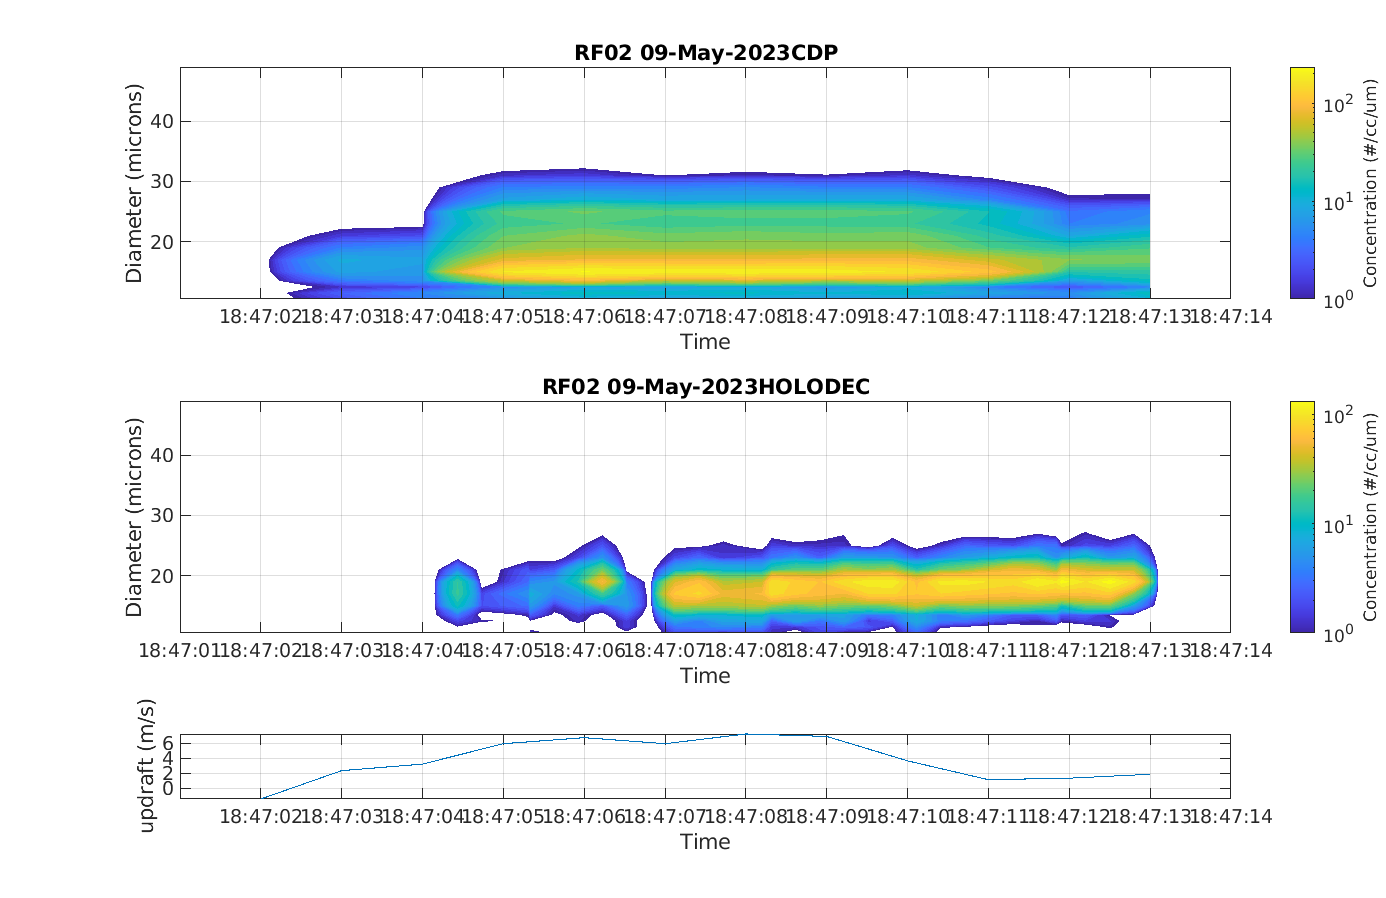 RF02 09-May-2023CDP
Diameter (microns)
40
30
20
18:47:02 18:47:03 18:47:04 18:47:05 18:47:06 18:47:07 18:47:08 18:47:09 18:47:10 18:47:11 18:47:12 18:47:13 18:47:14
Time
10^2
10^1
10^0
Concentration (#/cc/um)
RF02 09-May-2023HOLODEC
Diameter (microns)
40
30
20
18:47:01 18:47:02 18:47:03 18:47:04 18:47:05 18:47:06 18:47:07 18:47:08 18:47:09 18:47:10 18:47:11 18:47:12 18:47:13 18:47:14
Time
10^2
10^1
10^0
Concentration (#/cc/um)
updraft (m/s)
6
4
2
0
18:47:02 18:47:03 18:47:04 18:47:05 18:47:06 18:47:07 18:47:08 18:47:09 18:47:10 18:47:11 18:47:12 18:47:13 18:47:14
Time